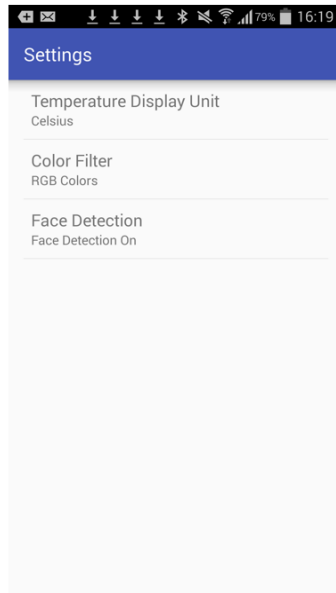 79% 16:19
Settings
Temperature Display Unit
Celsius
Color Filter
RGB Colors
Face Detection
Face Detection On